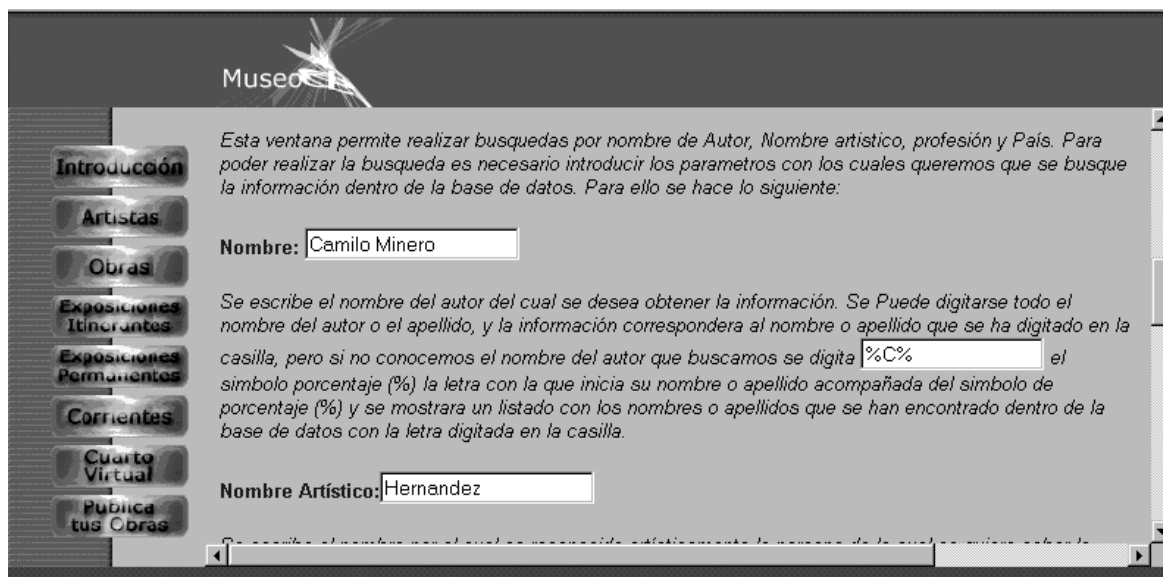 Museo
Introducción
Artistas
Obras
Exposiciones
Itinerantes
Exposiciones
Permanentes
Corrientes
Cuarto
Virtual
Publica
tus Obras
Esta ventana permite realizar busquedas por nombre de Autor, Nombre artistico, profesión y País. Para
poder realizar la busqueda es necesario introducir los parametros con los cuales queremos que se busque
la información dentro de la base de datos. Para ello se hace lo siguiente:
Nombre: Camilo Minero
Se escribe el nombre del autor del cual se desea obtener la información. Se Puede digitarse todo el
nombre del autor o el apellido, y la información correspondera al nombre o apellido que se ha digitado en la
casilla, pero si no conocemos el nombre del autor que buscamos se digita %C% el
simbolo porcentaje (%) la letra con la que inicia su nombre o apellido acompañada del simbolo de
porcentaje (%) y se mostrara un listado con los nombres o apellidos que se han encontrado dentro de la
base de datos con la letra digitada en la casilla.
Nombre Artístico: Hernandez